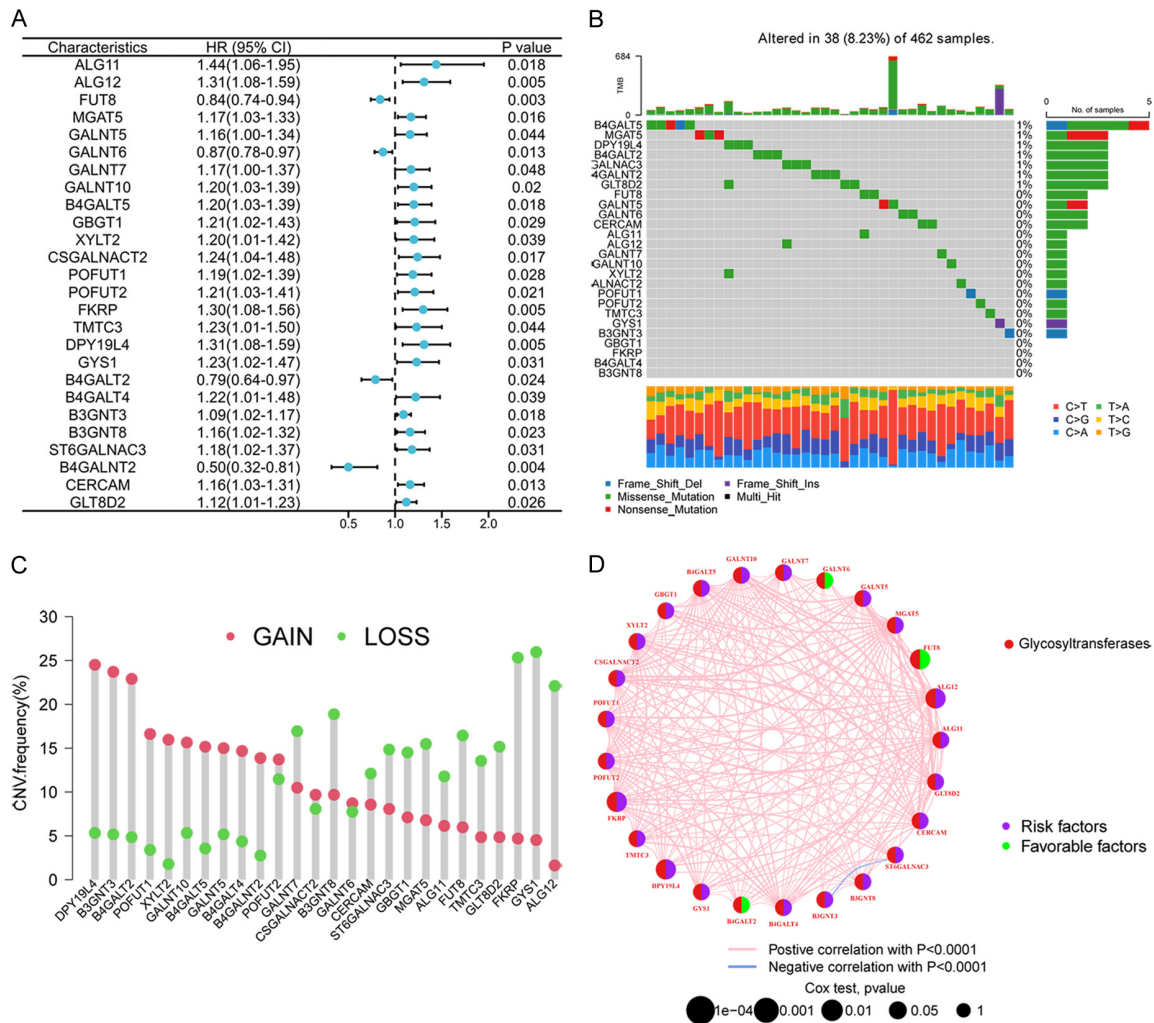 A
Characteristics HR (95% CI) P value
ALG11 1.44(1.06-1.95) 0.018
ALG12 1.31(1.08-1.59) 0.005
FUT8 0.84(0.74-0.94) 0.003
MGAT5 1.17(1.03-1.33) 0.016
GALNT5 1.16(1.00-1.34) 0.044
GALNT6 0.87(0.78-0.97) 0.013
GALNT7 1.17(1.00-1.37) 0.048
GALNT10 1.20(1.03-1.39) 0.02
B4GALT5 1.20(1.03-1.39) 0.018
GBGT1 1.21(1.02-1.43) 0.029
XYLT2 1.20(1.01-1.42) 0.039
CSGALNACT2 1.24(1.04-1.48) 0.017
POFUT1 1.19(1.02-1.39) 0.028
POFUT2 1.21(1.03-1.41) 0.021
FKRP 1.30(1.08-1.56) 0.005
TMTC3 1.23(1.01-1.50) 0.044
DPY19L4 1.31(1.08-1.59) 0.005
GYS1 1.23(1.02-1.47) 0.031
B4GALT2 0.79(0.64-0.97) 0.024
B4GALT4 1.22(1.01-1.48) 0.039
B3GNT3 1.09(1.02-1.17) 0.018
B3GNT8 1.16(1.02-1.32) 0.023
ST6GALNAC3 1.18(1.02-1.37) 0.031
B4GALNT2 0.50(0.32-0.81) 0.004
CERCAM 1.16(1.03-1.31) 0.013
GLT8D2 1.12(1.01-1.23) 0.026
0.5 1.0 1.5 2.0
B
Altered in 38 (8.23%) of 462 samples.
684
TMB
0
0 No. of samples 5
B4GALT5 1%
MGAT5 1%
DPY19L4 1%
B4GALT2 1%
GALNAC3 1%
4GALNT2 1%
GLT8D2 1%
FUT8 0%
GALNT5 0%
GALNT6 0%
CERCAM 0%
ALG11 0%
ALG12 0%
GALNT7 0%
GALNT10 0%
XYLT2 0%
ALNACT2 0%
POFUT1 0%
POFUT2 0%
TMTC3 0%
GYS1 0%
B3GNT3 0%
GBGT1 0%
FKRP 0%
B4GALT4 0%
B3GNT8 0%
C>T T>A
C>G T>C
C>A T>G
Frame_Shift_Del Frame_Shift_Ins
Missense_Mutation Multi_Hit
Nonsense_Mutation
C
GAIN LOSS
CNV.frequency(%)
30
25
20
15
10
5
0
DPY19L4
B3GNT3
B4GALT2
POFUT1
XYLT2
GALNT10
B4GALT5
GALNT5
B4GALT4
B4GALNT2
POFUT2
GALNT7
CSGALNACT2
B3GNT8
GALNT6
CERCAM
ST6GALNAC3
GBGT1
MGAT5
ALG11
FUT8
TMTC3
GLT8D2
FKRP
GYS1
ALG12
D
GALNT10
GALNT7
GALNT6
GALNT5
MGAT5
FUT8
ALG12
ALG11
GLT8D2
CERCAM
ST6GALNAC3
B3GNT8
B3GNT3
B4GALT4
B4GALT2
GYS1
DPY19L4
TMTC3
FKRP
POFUT2
POFUT1
CSGALNACT2
XYLT2
GBGT1
B4GALT5
Glycosyltransferases
Risk factors
Favorable factors
Postive correlation with P<0.0001
Negative correlation with P<0.0001
Cox test, pvalue
1e-04 0.001 0.01 0.05 1